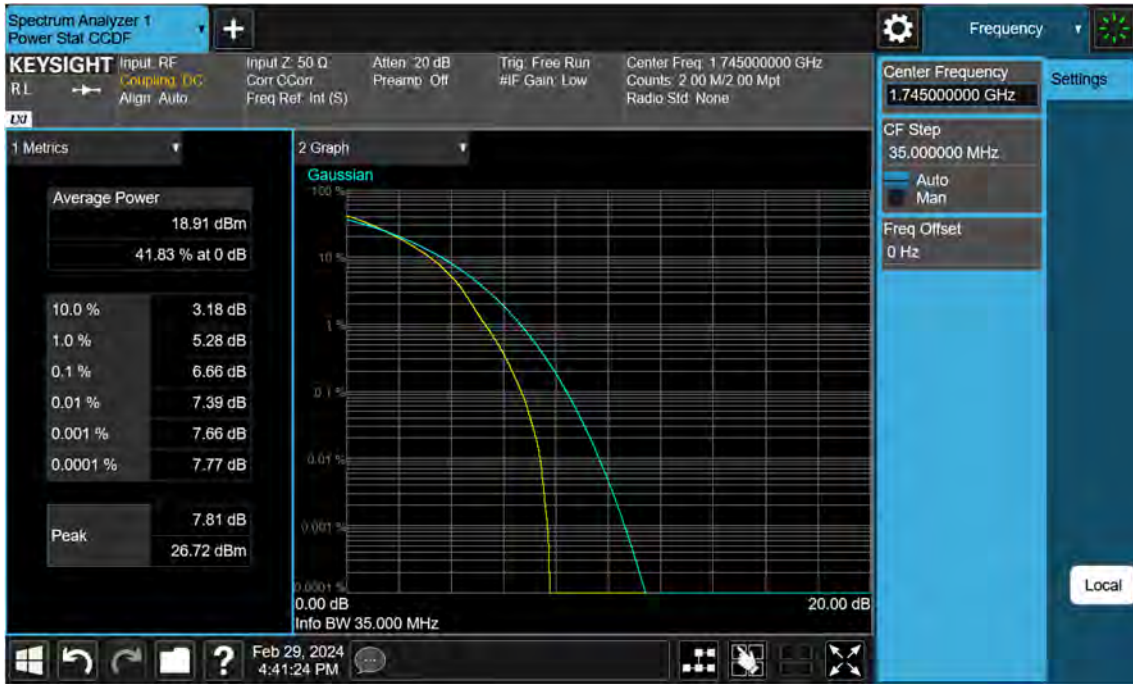 Spectrum Analyzer 1
Power Stat CCDF
+
Frequency
KEYSIGHT
Input: RF
Input Z: 50 Ω
Atten: 20 dB
Trig: Free Run
Center Freq: 1.745000000 GHz
RL
Coupling: DC
Corr CCorr
Preamp: Off
#IF Gain: Low
Counts: 2.00 M/2.00 Mpt
Align: Auto
Freq Ref: Int (S)
Radio Std: None
LXI
Center Frequency
Settings
1.745000000 GHz
CF Step
35.000000 MHz
Auto
Man
Freq Offset
0 Hz
1 Metrics
2 Graph
Gaussian
Average Power
18.91 dBm
41.83 % at 0 dB
10.0 % 3.18 dB
1.0 % 5.28 dB
0.1 % 6.66 dB
0.01 % 7.39 dB
0.001 % 7.66 dB
0.0001 % 7.77 dB
Peak
7.81 dB
26.72 dBm
100 %
10 %
1 %
0.1 %
0.01 %
0.001 %
0.0001 %
0.00 dB 20.00 dB
Info BW 35.000 MHz
Local
?
Feb 29, 2024
4:41:24 PM